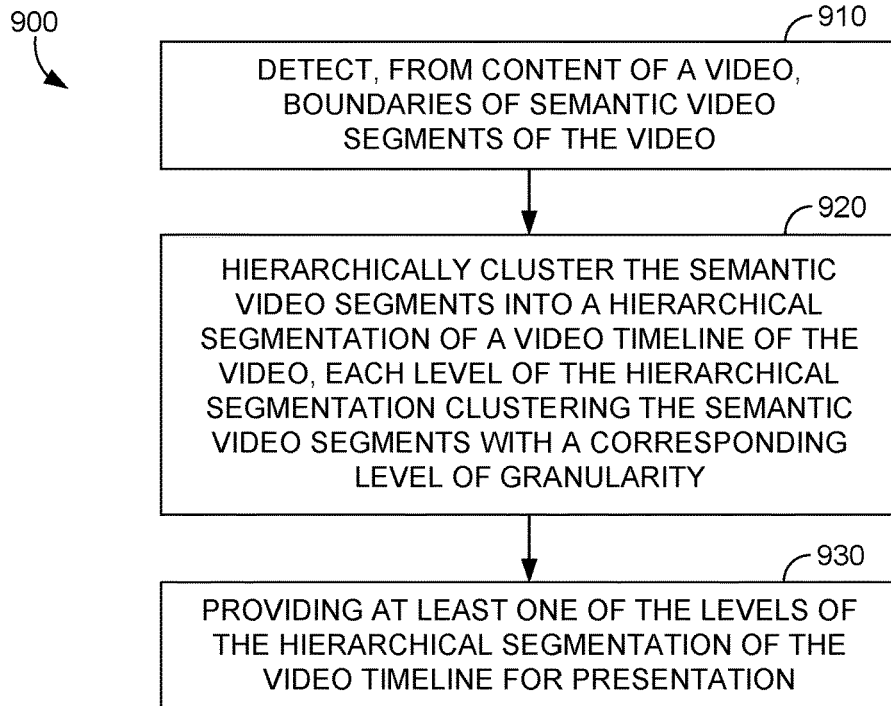 900
910
DETECT, FROM CONTENT OF A VIDEO,
BOUNDARIES OF SEMANTIC VIDEO
SEGMENTS OF THE VIDEO
920
HIERARCHICALLY CLUSTER THE SEMANTIC
VIDEO SEGMENTS INTO A HIERARCHICAL
SEGMENTATION OF A VIDEO TIMELINE OF THE
VIDEO, EACH LEVEL OF THE HIERARCHICAL
SEGMENTATION CLUSTERING THE SEMANTIC
VIDEO SEGMENTS WITH A CORRESPONDING
LEVEL OF GRANULARITY
930
PROVIDING AT LEAST ONE OF THE LEVELS OF
THE HIERARCHICAL SEGMENTATION OF THE
VIDEO TIMELINE FOR PRESENTATION